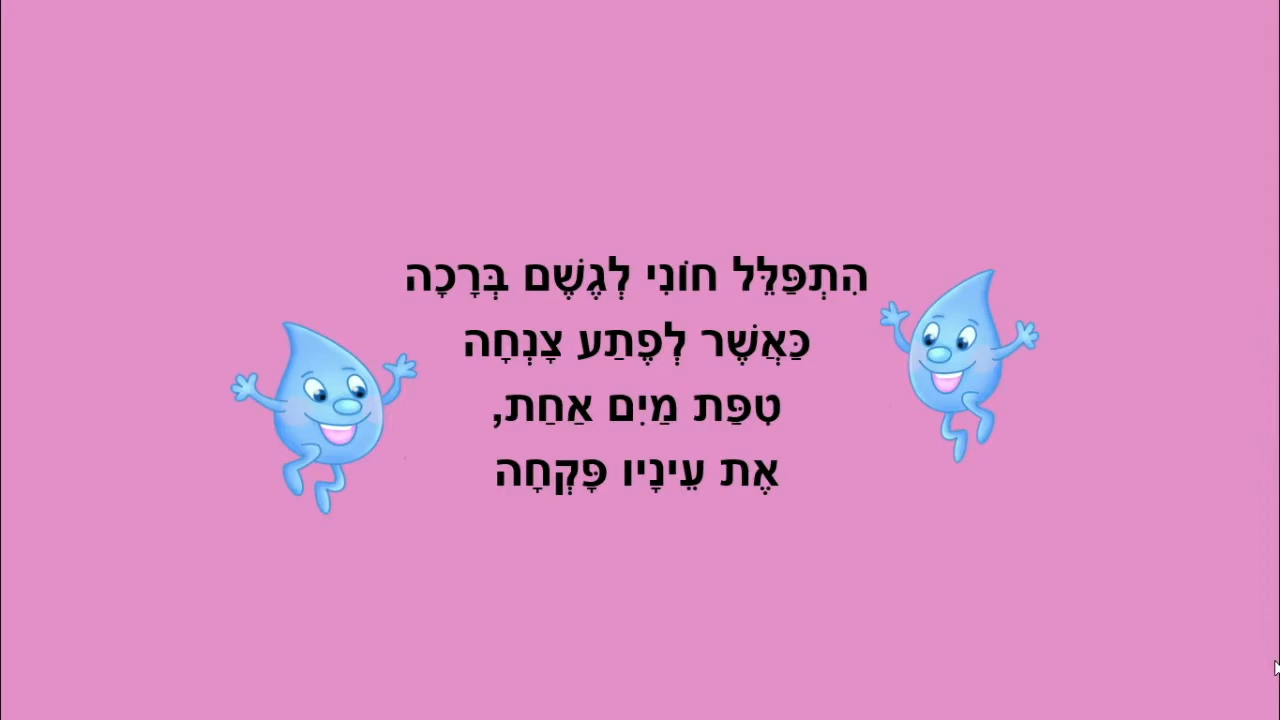 הִתְפַּלֵּל חוֹנִי לְגֶשֶׁם בְּרָכָה
כַּאֲשֶׁר לְפֶתַע צָנְחָה
טִפַּת מַיִם אַחַת,
אֶת עֵינָיו פָּקְחָה